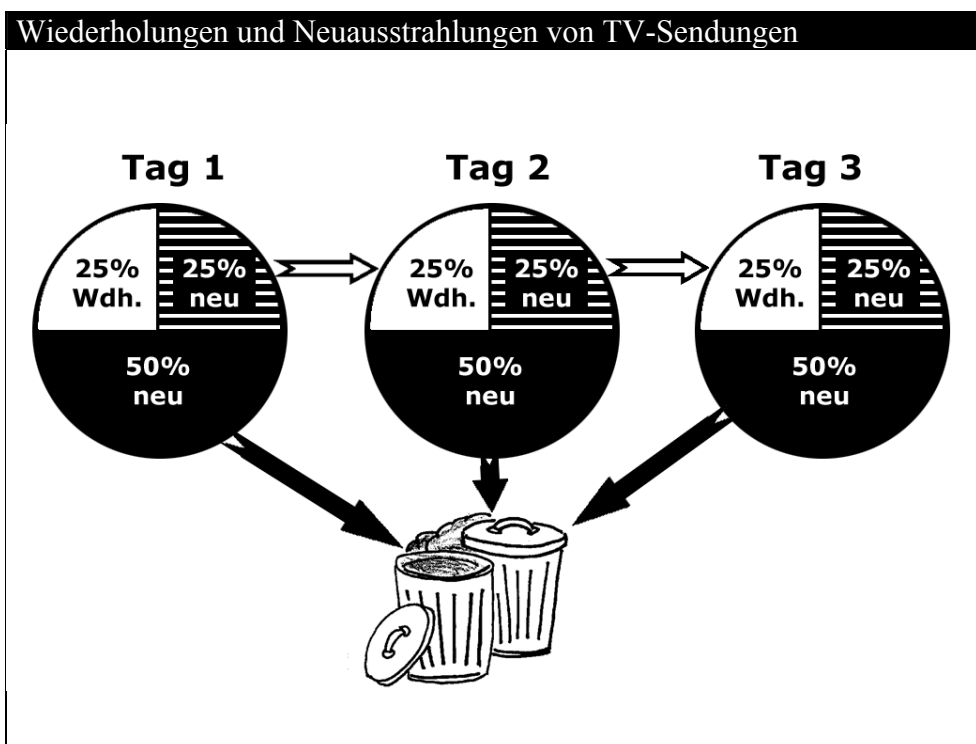 Wiederholungen und Neuausstrahlungen von TV-Sendungen
Tag 1
Tag 2
Tag 3
25%
Wdh.
25%
neu
50%
neu
25%
Wdh.
25%
neu
50%
neu
25%
Wdh.
25%
neu
50%
neu